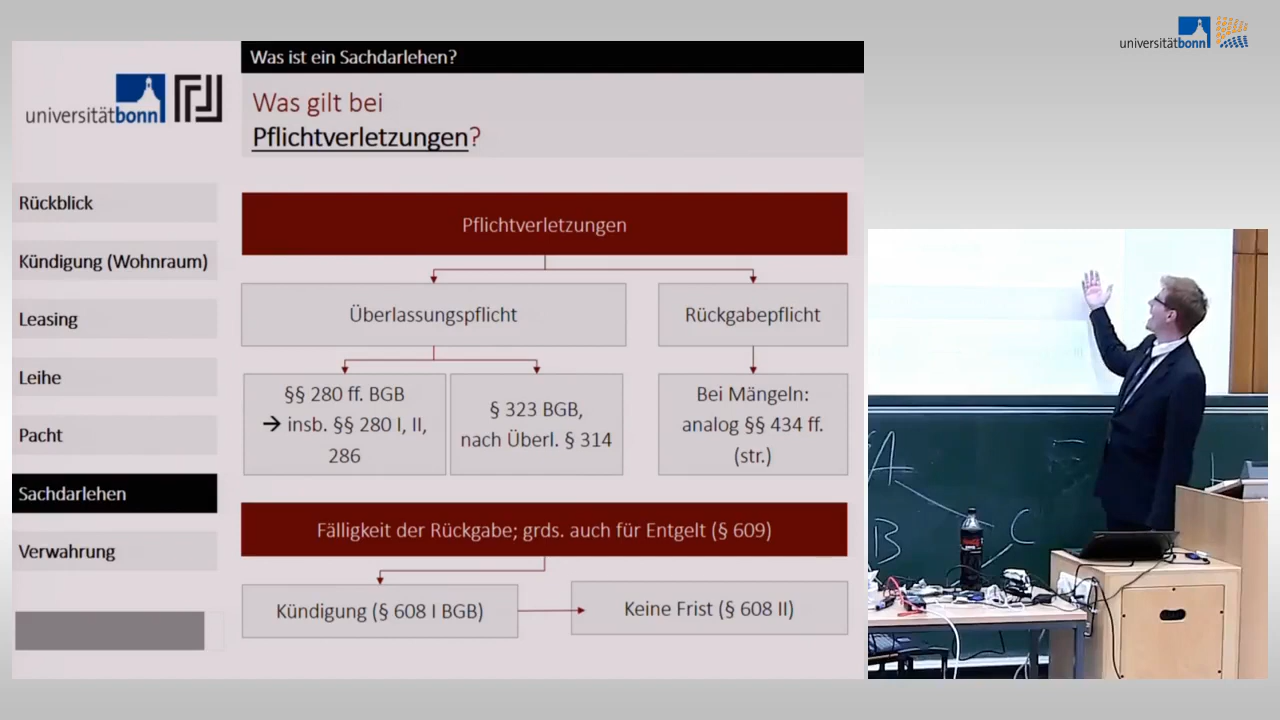 universitätbonn
Was ist ein Sachdarlehen?
universitätbonn
Was gilt bei
Pflichtverletzungen?
Rückblick
Kündigung (Wohnraum)
Leasing
Leihe
Pacht
Sachdarlehen
Verwahrung
Pflichtverletzungen
Überlassungspflicht
Rückgabepflicht
§§ 280 ff. BGB
→ insb. §§ 280 I, II,
286
§ 323 BGB,
nach Überl. § 314
Bei Mängeln:
analog §§ 434 ff.
(str.)
Fälligkeit der Rückgabe; grds. auch für Entgelt (§ 609)
Kündigung (§ 608 I BGB)
Keine Frist (§ 608 II)
A
B
C